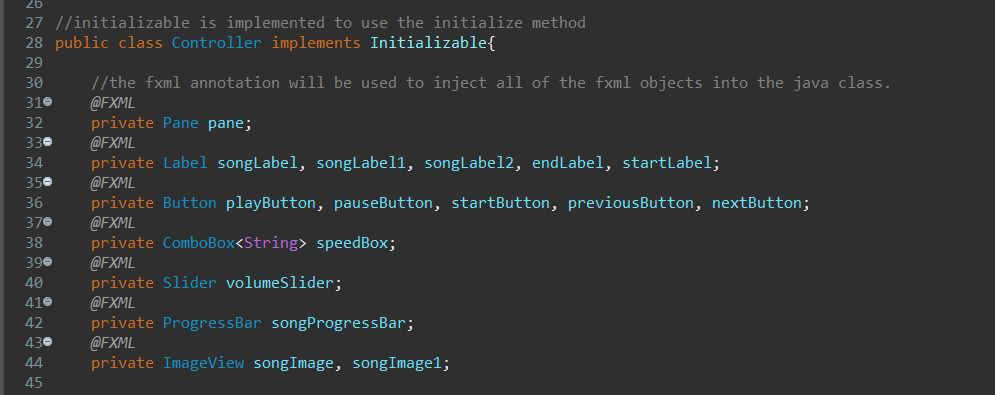 26
27 //initializable is implemented to use the initialize method
28 public class Controller implements Initializable{
29
30 //the fxml annotation will be used to inject all of the fxml objects into the java class.
31 @FXML
32 private Pane pane;
33 @FXML
34 private Label songLabel, songLabel1, songLabel2, endLabel, startLabel;
35 @FXML
36 private Button playButton, pauseButton, startButton, previousButton, nextButton;
37 @FXML
38 private ComboBox<String> speedBox;
39 @FXML
40 private Slider volumeSlider;
41 @FXML
42 private ProgressBar songProgressBar;
43 @FXML
44 private ImageView songImage, songImage1;
45